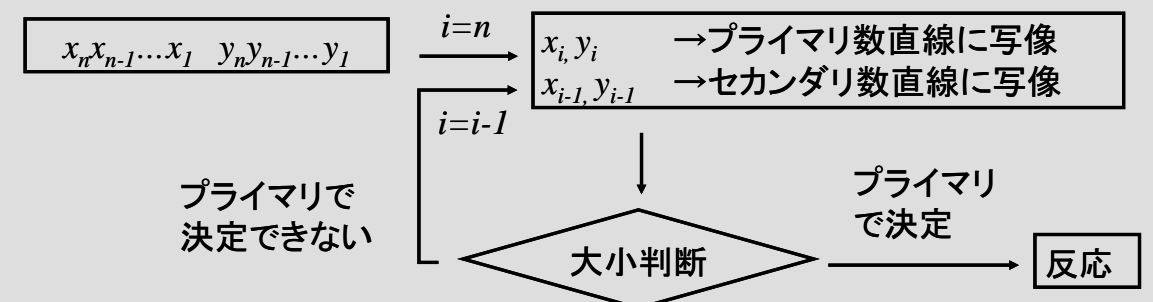 xₙxₙ₋₁...x₁ yₙyₙ₋₁...y₁
i=n
xᵢ,yᵢ →プライマリ数直線に写像
xᵢ₋₁,yᵢ₋₁ →セカンダリ数直線に写像
i=i-1
プライマリで
決定できない
大小判断
プライマリ
で決定
反応